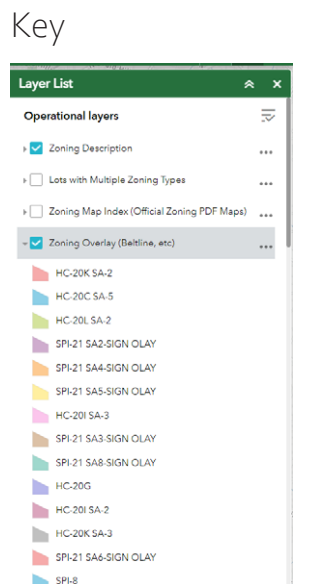 Key
Layer List
Operational layers
Zoning Description
Lots with Multiple Zoning Types
Zoning Map Index (Official Zoning PDF Maps)
Zoning Overlay (Beltline, etc)
HC-20K SA-2
HC-20C SA-5
HC-20L SA-2
SPI-21 SA2-SIGN OLAY
SPI-21 SA4-SIGN OLAY
SPI-21 SA5-SIGN OLAY
HC-20I SA-3
SPI-21 SA3-SIGN OLAY
SPI-21 SA8-SIGN OLAY
HC-20G
HC-20I SA-2
HC-20K SA-3
SPI-21 SA6-SIGN OLAY
SPI-8